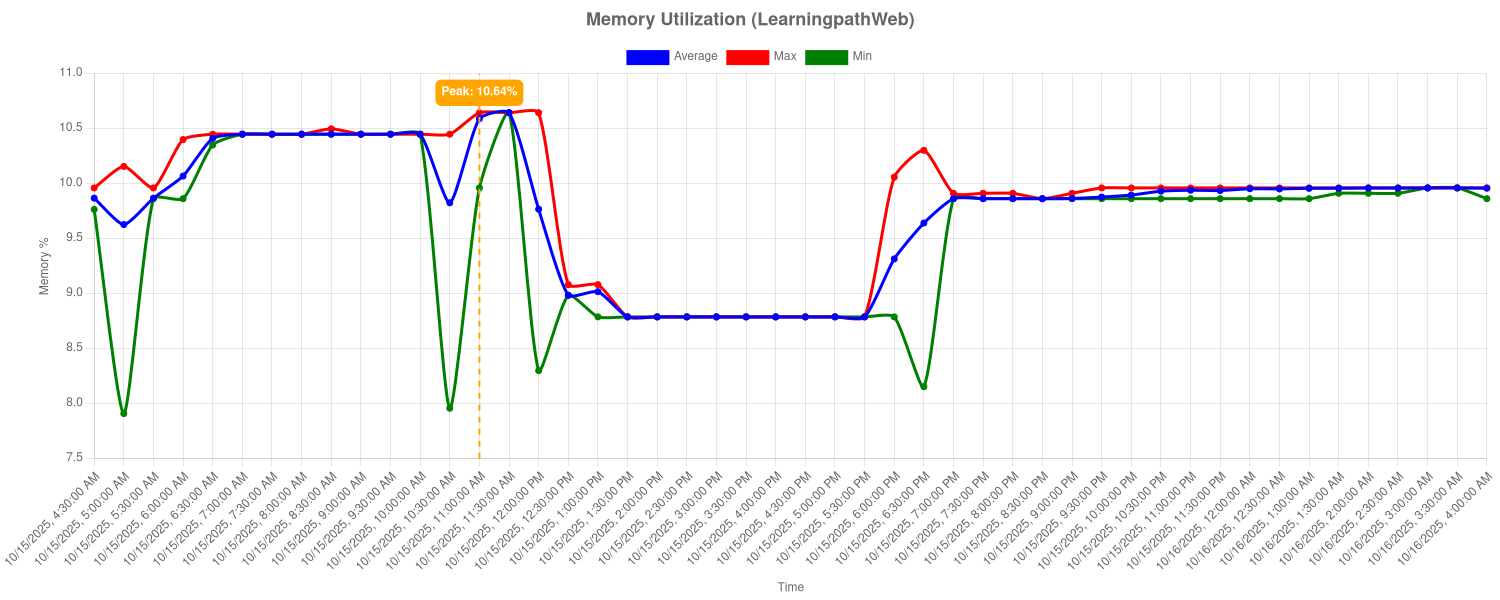 Memory Utilization (LearningpathWeb)
Average Max Min
Peak: 10.64%
Memory %
11.0
10.5
10.0
9.5
9.0
8.5
8.0
7.5
10/15/2025, 4:30:00 AM
10/15/2025, 5:00:00 AM
10/15/2025, 5:30:00 AM
10/15/2025, 6:00:00 AM
10/15/2025, 6:30:00 AM
10/15/2025, 7:00:00 AM
10/15/2025, 7:30:00 AM
10/15/2025, 8:00:00 AM
10/15/2025, 8:30:00 AM
10/15/2025, 9:00:00 AM
10/15/2025, 9:30:00 AM
10/15/2025, 10:00:00 AM
10/15/2025, 10:30:00 AM
10/15/2025, 11:00:00 AM
10/15/2025, 11:30:00 AM
10/15/2025, 12:00:00 PM
10/15/2025, 12:30:00 PM
10/15/2025, 1:00:00 PM
10/15/2025, 1:30:00 PM
10/15/2025, 2:00:00 PM
10/15/2025, 2:30:00 PM
10/15/2025, 3:00:00 PM
10/15/2025, 3:30:00 PM
10/15/2025, 4:00:00 PM
10/15/2025, 4:30:00 PM
10/15/2025, 5:00:00 PM
10/15/2025, 5:30:00 PM
10/15/2025, 6:00:00 PM
10/15/2025, 6:30:00 PM
10/15/2025, 7:00:00 PM
10/15/2025, 7:30:00 PM
10/15/2025, 8:00:00 PM
10/15/2025, 8:30:00 PM
10/15/2025, 9:00:00 PM
10/15/2025, 9:30:00 PM
10/15/2025, 10:00:00 PM
10/15/2025, 10:30:00 PM
10/15/2025, 11:00:00 PM
10/15/2025, 11:30:00 PM
10/16/2025, 12:00:00 AM
10/16/2025, 12:30:00 AM
10/16/2025, 1:00:00 AM
10/16/2025, 1:30:00 AM
10/16/2025, 2:00:00 AM
10/16/2025, 2:30:00 AM
10/16/2025, 3:00:00 AM
10/16/2025, 3:30:00 AM
10/16/2025, 4:00:00 AM
Time